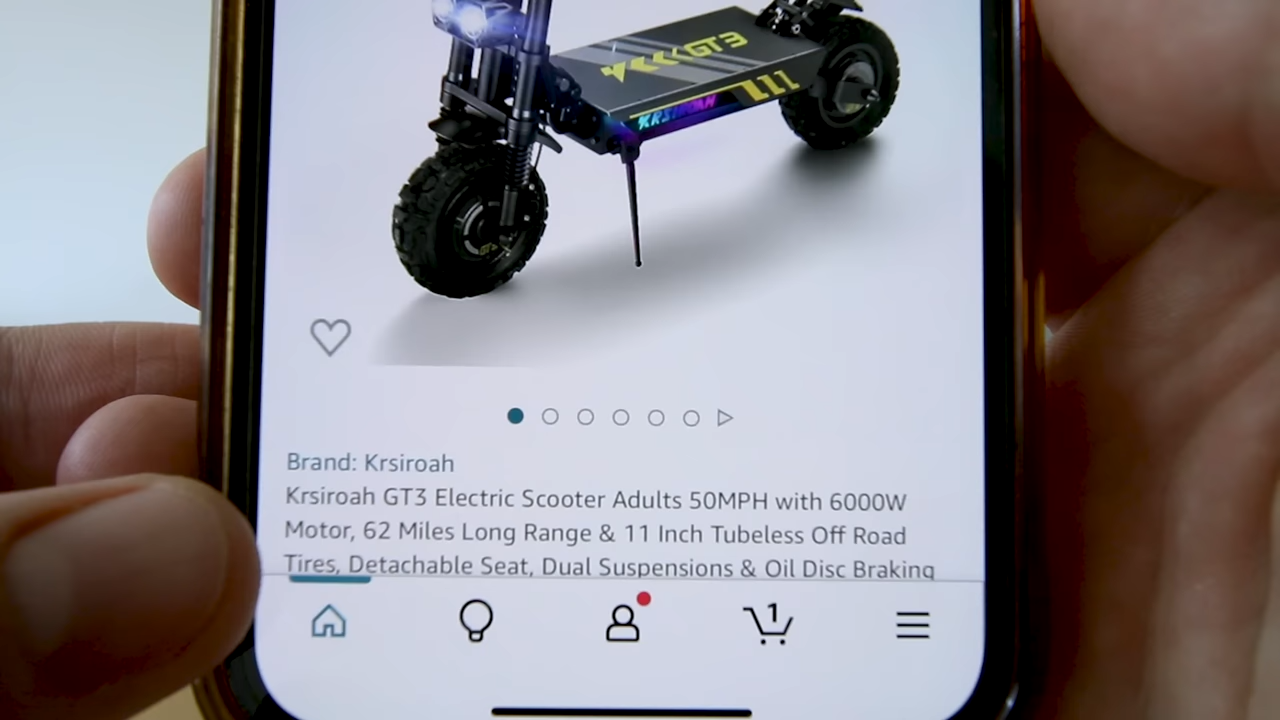 GT3
KRSIROAH
Brand: Krsiroah
Krsiroah GT3 Electric Scooter Adults 50MPH with 6000W
Motor, 62 Miles Long Range & 11 Inch Tubeless Off Road
Tires, Detachable Seat, Dual Suspensions & Oil Disc Braking
1